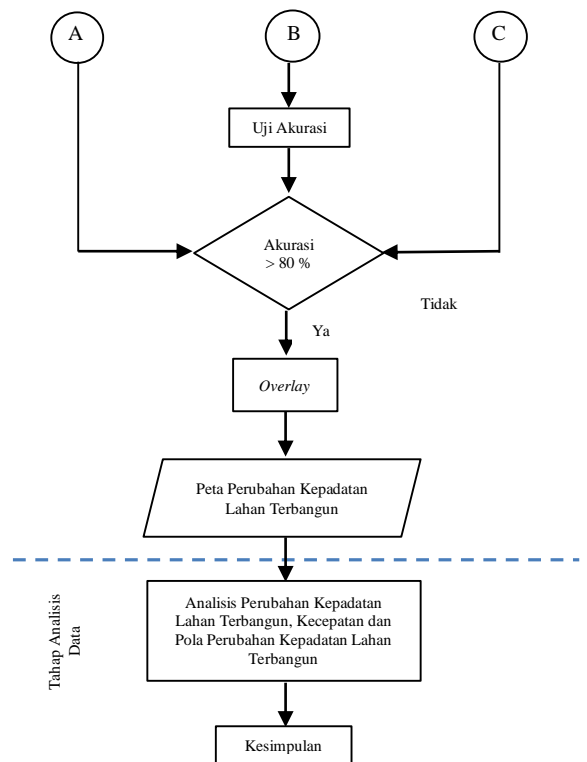 A
B
C
Uji Akurasi
Akurasi
> 80 %
Tidak
Ya
Overlay
Peta Perubahan Kepadatan
Lahan Terbangun
Tahap Analisis
Data
Analisis Perubahan Kepadatan
Lahan Terbangun, Kecepatan dan
Pola Perubahan Kepadatan Lahan
Terbangun
Kesimpulan